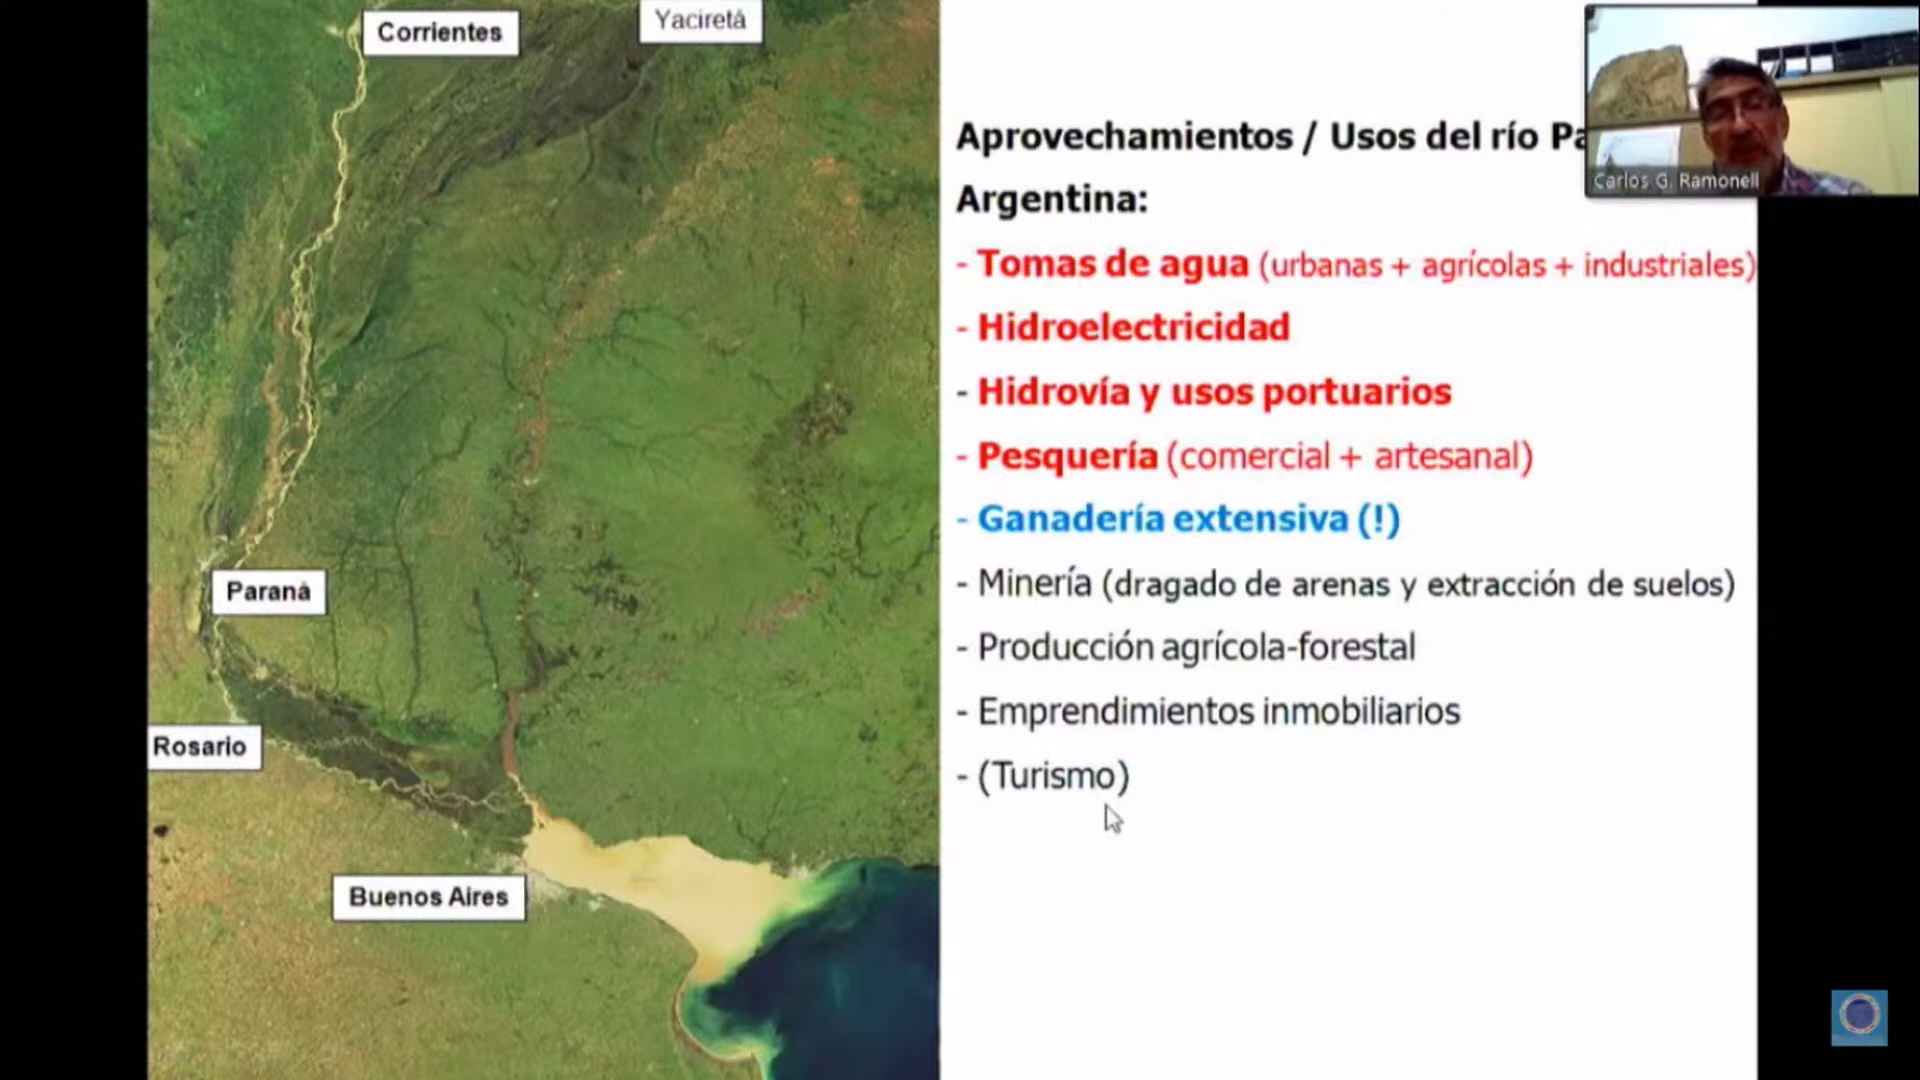 Corrientes
Yaciretá
Paraná
Rosario
Buenos Aires
Aprovechamientos / Usos del río Pa
Argentina:
- Tomas de agua (urbanas + agrícolas + industriales)
- Hidroelectricidad
- Hidrovía y usos portuarios
- Pesquería (comercial + artesanal)
- Ganadería extensiva (!)
- Minería (dragado de arenas y extracción de suelos)
- Producción agrícola-forestal
- Emprendimientos inmobiliarios
- (Turismo)
Carlos G. Ramonell